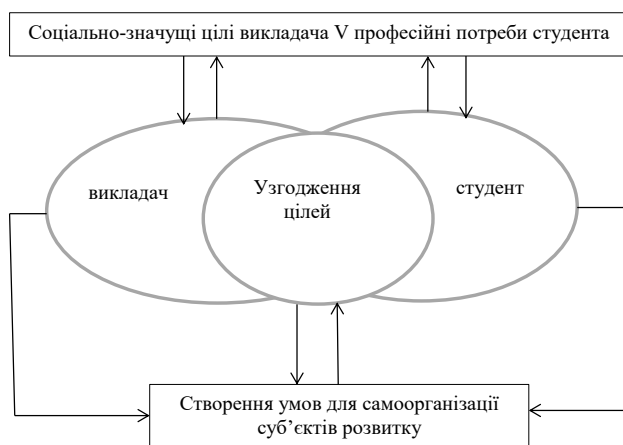 Соціально-значущі цілі викладача V професійні потреби студента
викладач
Узгодження
цілей
студент
Створення умов для самоорганізації
суб’єктів розвитку